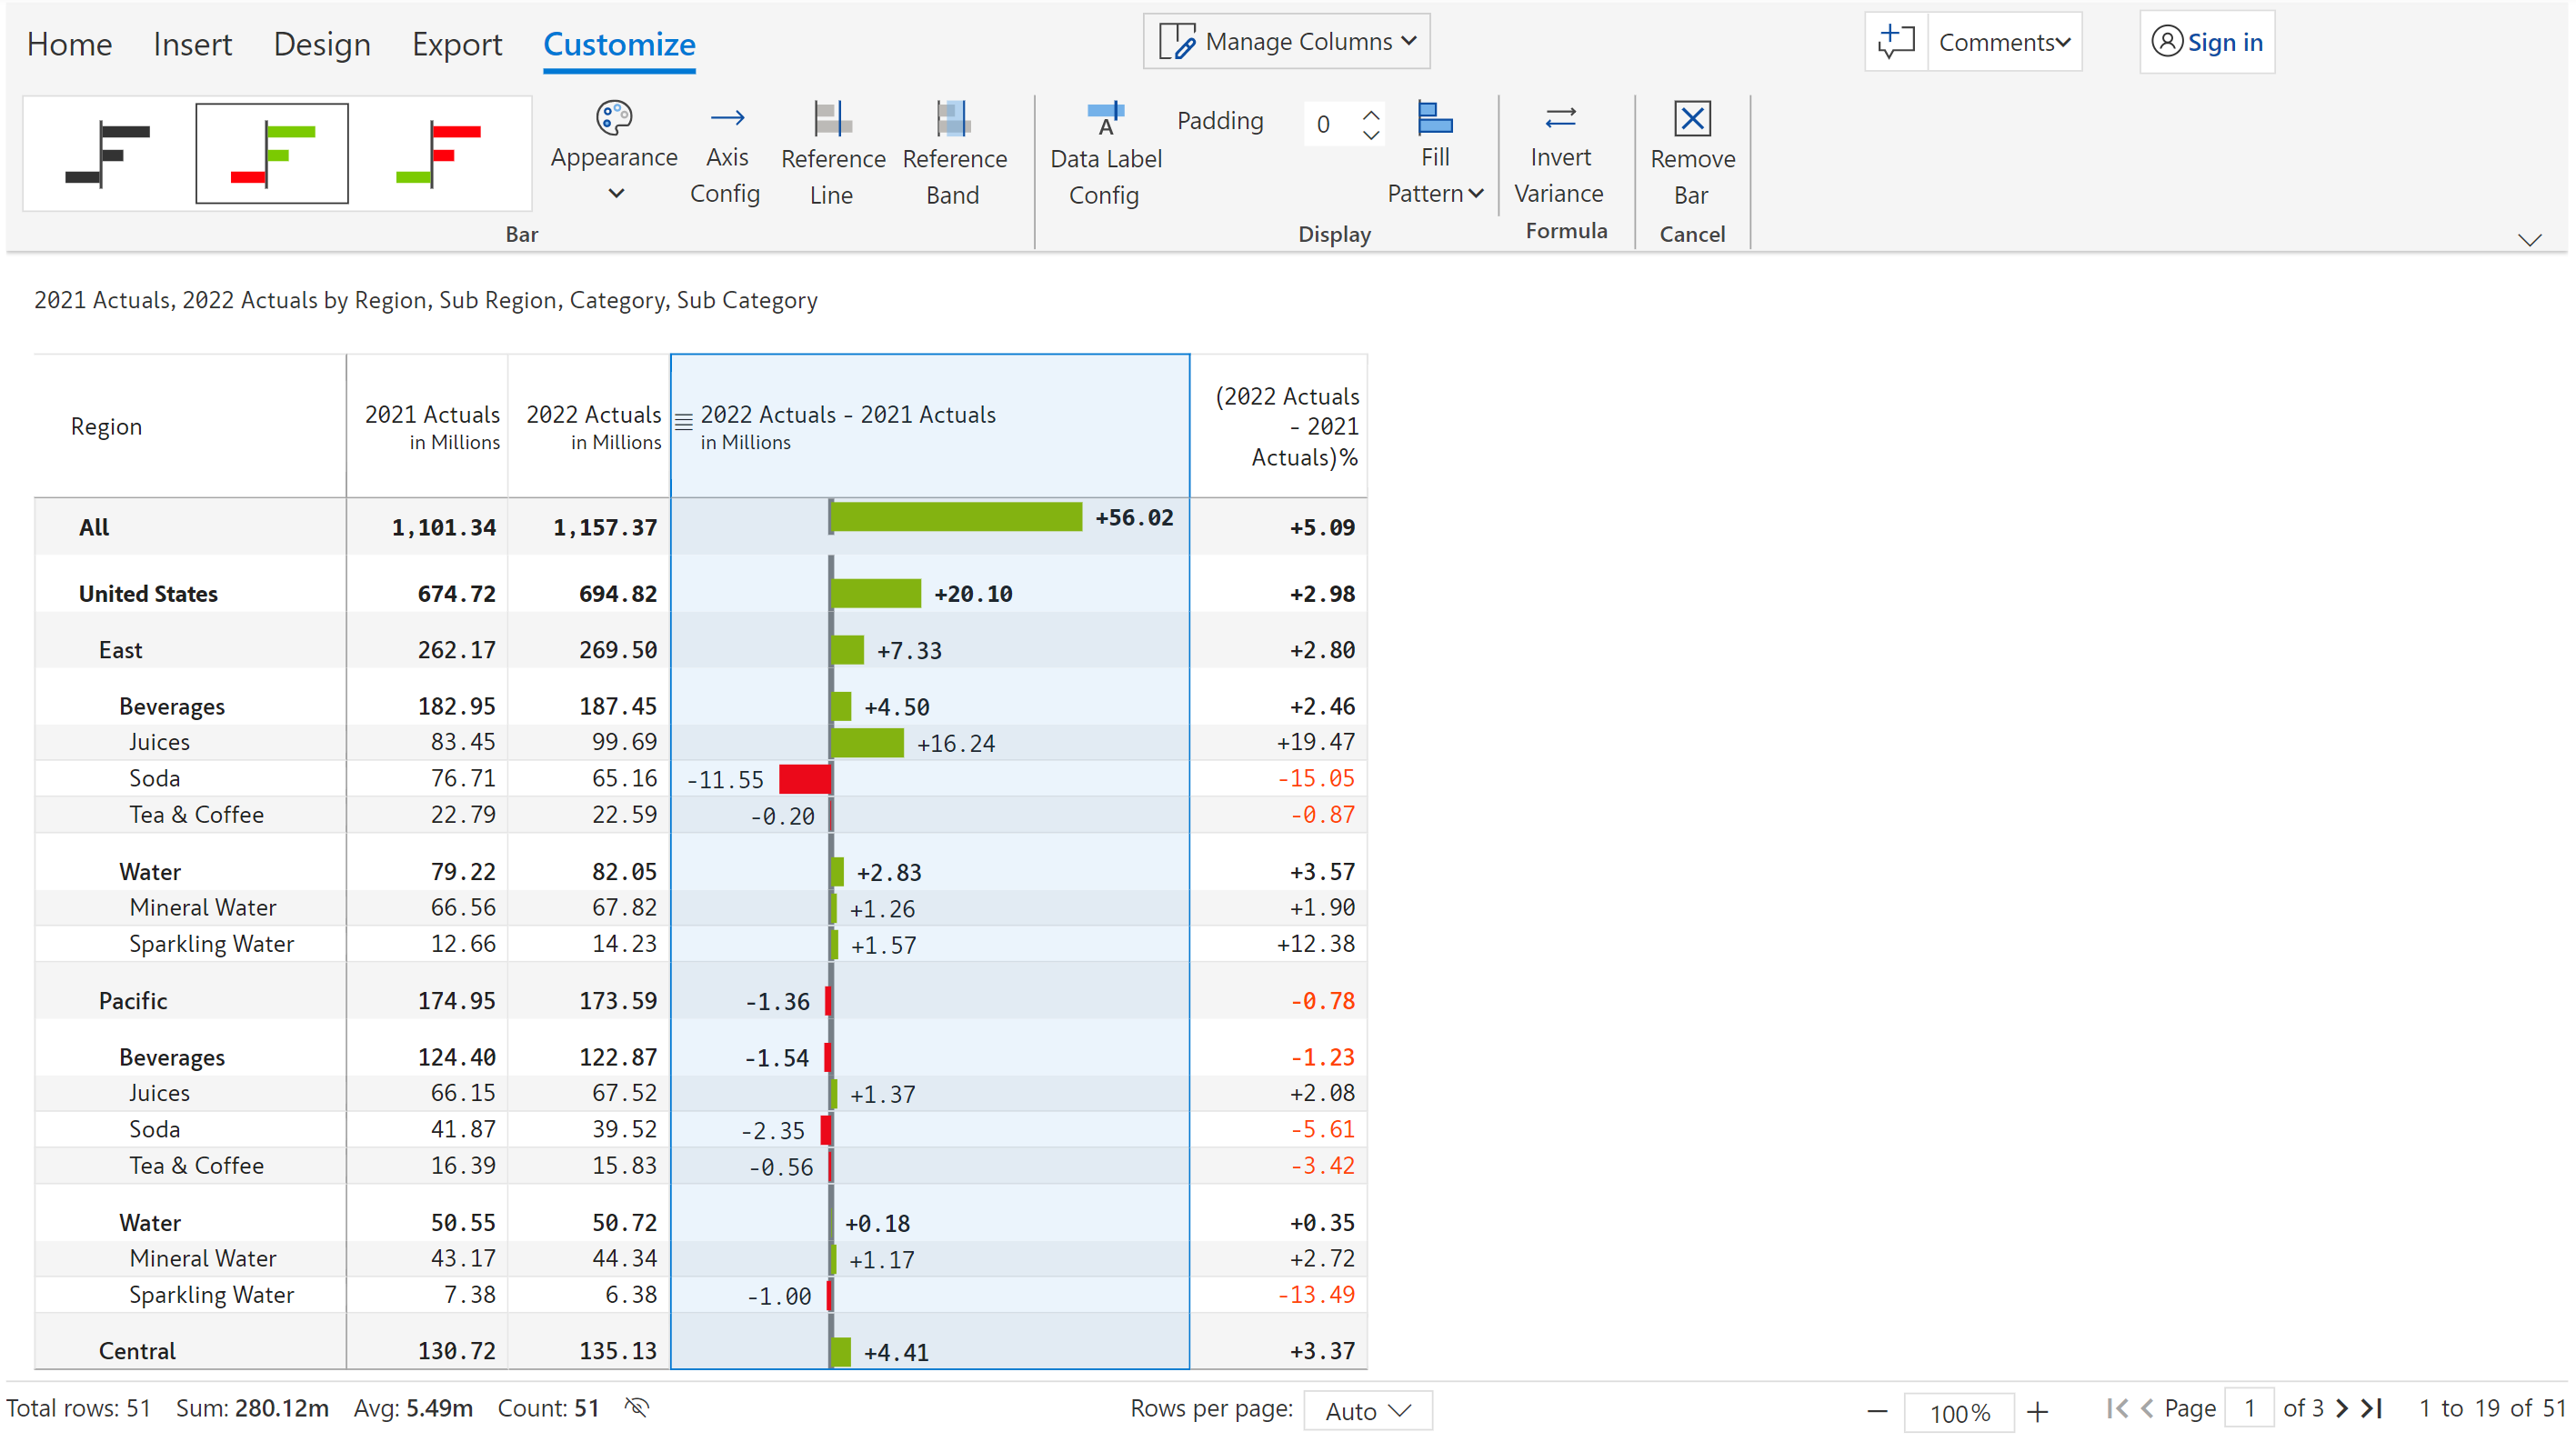 Home Insert Design Export Customize
Manage Columns
Comments
Sign in
Appearance
Axis Config
Reference Line
Reference Band
Data Label Config
Padding 0
Fill Pattern
Invert Variance
Remove Bar
Bar
Display
Formula
Cancel
2021 Actuals, 2022 Actuals by Region, Sub Region, Category, Sub Category
Region
2021 Actuals
in Millions
2022 Actuals
in Millions
2022 Actuals - 2021 Actuals
in Millions
(2022 Actuals
- 2021
Actuals)%
All 1,101.34 1,157.37 +56.02 +5.09
United States 674.72 694.82 +20.10 +2.98
East 262.17 269.50 +7.33 +2.80
Beverages 182.95 187.45 +4.50 +2.46
Juices 83.45 99.69 +16.24 +19.47
Soda 76.71 65.16 -11.55 -15.05
Tea & Coffee 22.79 22.59 -0.20 -0.87
Water 79.22 82.05 +2.83 +3.57
Mineral Water 66.56 67.82 +1.26 +1.90
Sparkling Water 12.66 14.23 +1.57 +12.38
Pacific 174.95 173.59 -1.36 -0.78
Beverages 124.40 122.87 -1.54 -1.23
Juices 66.15 67.52 +1.37 +2.08
Soda 41.87 39.52 -2.35 -5.61
Tea & Coffee 16.39 15.83 -0.56 -3.42
Water 50.55 50.72 +0.18 +0.35
Mineral Water 43.17 44.34 +1.17 +2.72
Sparkling Water 7.38 6.38 -1.00 -13.49
Central 130.72 135.13 +4.41 +3.37
Total rows: 51 Sum: 280.12m Avg: 5.49m Count: 51
Rows per page: Auto
100%
Page 1 of 3
1 to 19 of 51